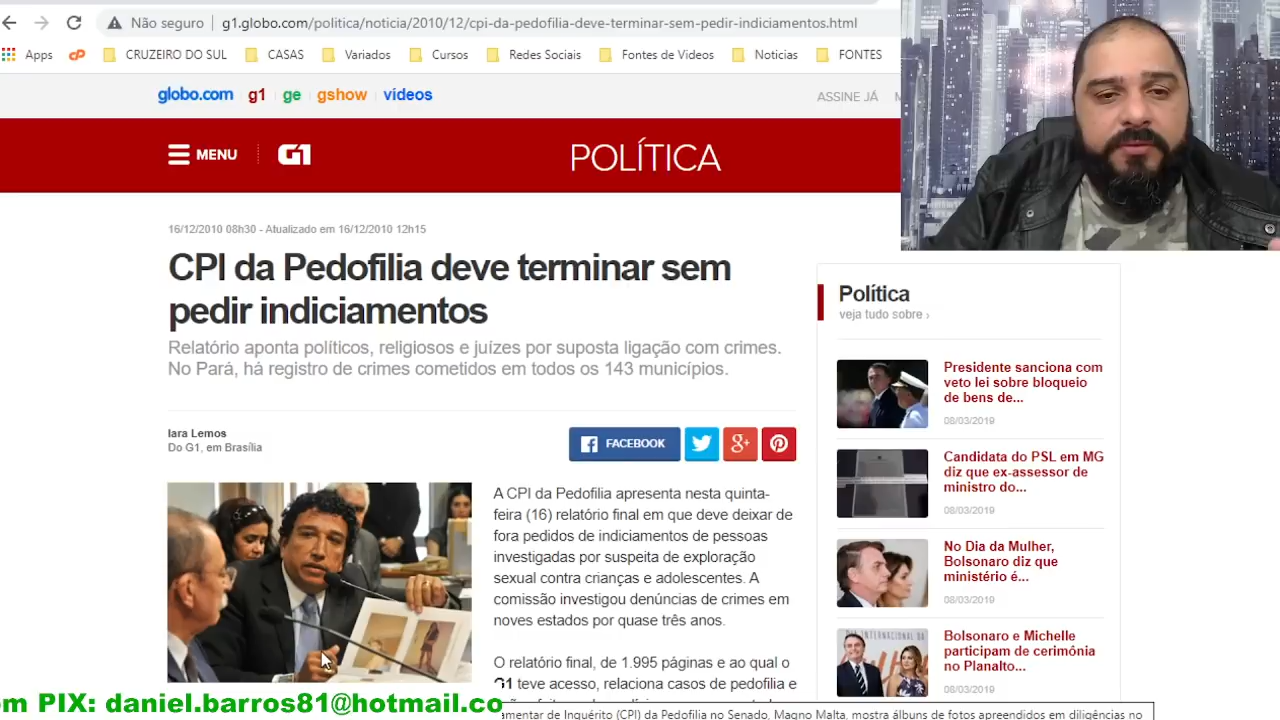 Não seguro
g1.globo.com/politica/noticia/2010/12/cpi-da-pedofilia-deve-terminar-sem-pedir-indiciamentos.html
Apps
CRUZEIRO DO SUL
CASAS
Variados
Cursos
Redes Sociais
Fontes de Vídeos
Noticias
FONTES
globo.com g1 ge gshow vídeos
ASSINE JÁ
MENU G1 POLÍTICA
16/12/2010 08h30 - Atualizado em 16/12/2010 12h15
CPI da Pedofilia deve terminar sem
pedir indiciamentos
Relatório aponta políticos, religiosos e juízes por suposta ligação com crimes.
No Pará, há registro de crimes cometidos em todos os 143 municípios.
Iara Lemos
Do G1, em Brasília
FACEBOOK
g+
A CPI da Pedofilia apresenta nesta quinta-
feira (16) relatório final em que deve deixar de
fora pedidos de indiciamentos de pessoas
investigadas por suspeita de exploração
sexual contra crianças e adolescentes. A
comissão investigou denúncias de crimes em
noves estados por quase três anos.
O relatório final, de 1.995 páginas e ao qual o
G1 teve acesso, relaciona casos de pedofilia e
Política
veja tudo sobre ›
Presidente sanciona com
veto lei sobre bloqueio
de bens de...
08/03/2019
Candidata do PSL em MG
diz que ex-assessor de
ministro do...
08/03/2019
No Dia da Mulher,
Bolsonaro diz que
ministério é...
08/03/2019
Bolsonaro e Michelle
participam de cerimônia
no Planalto...
08/03/2019
om PIX: daniel.barros81@hotmail.co
amentar de Inquérito (CPI) da Pedofilia no Senado, Magno Malta, mostra álbuns de fotos apreendidos em diligências no